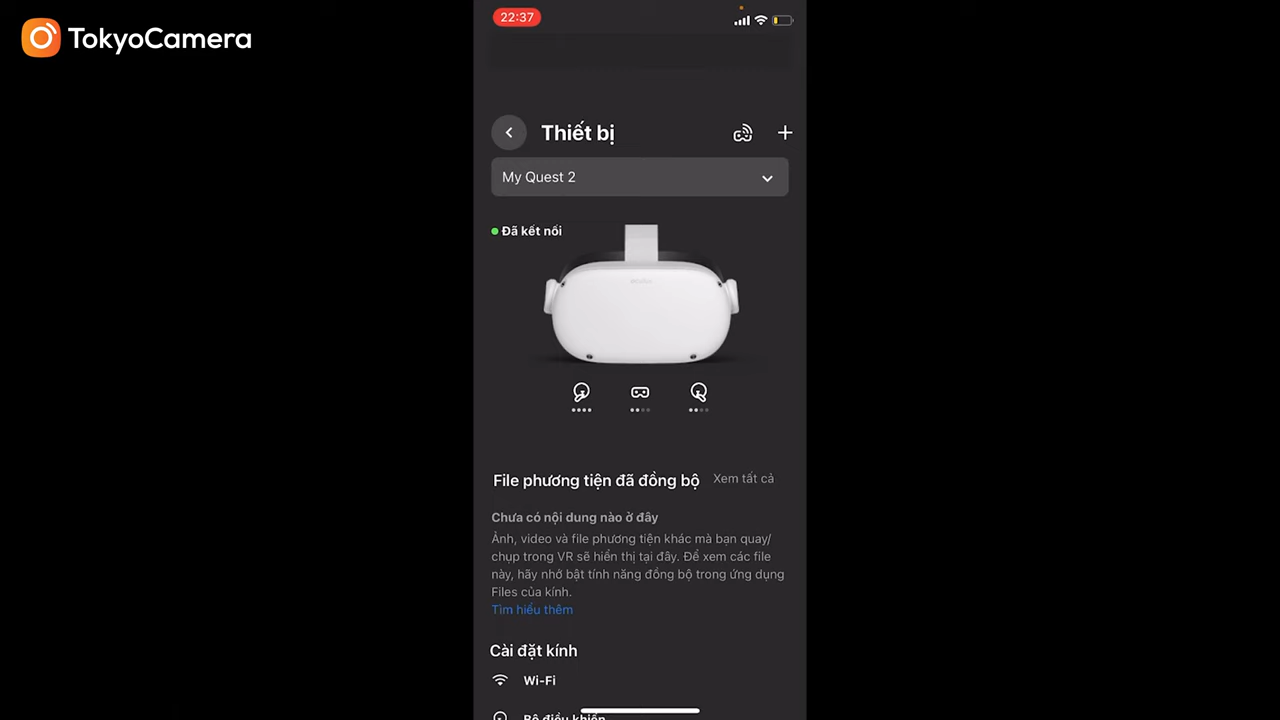 TokyoCamera
22:37
Thiết bị
My Quest 2
Đã kết nối
File phương tiện đã đồng bộ Xem tất cả
Chưa có nội dung nào ở đây
Ảnh, video và file phương tiện khác mà bạn quay/
chụp trong VR sẽ hiển thị tại đây. Để xem các file
này, hãy nhớ bật tính năng đồng bộ trong ứng dụng
Files của kính.
Tìm hiểu thêm
Cài đặt kính
Wi-Fi
Bộ điều khiển